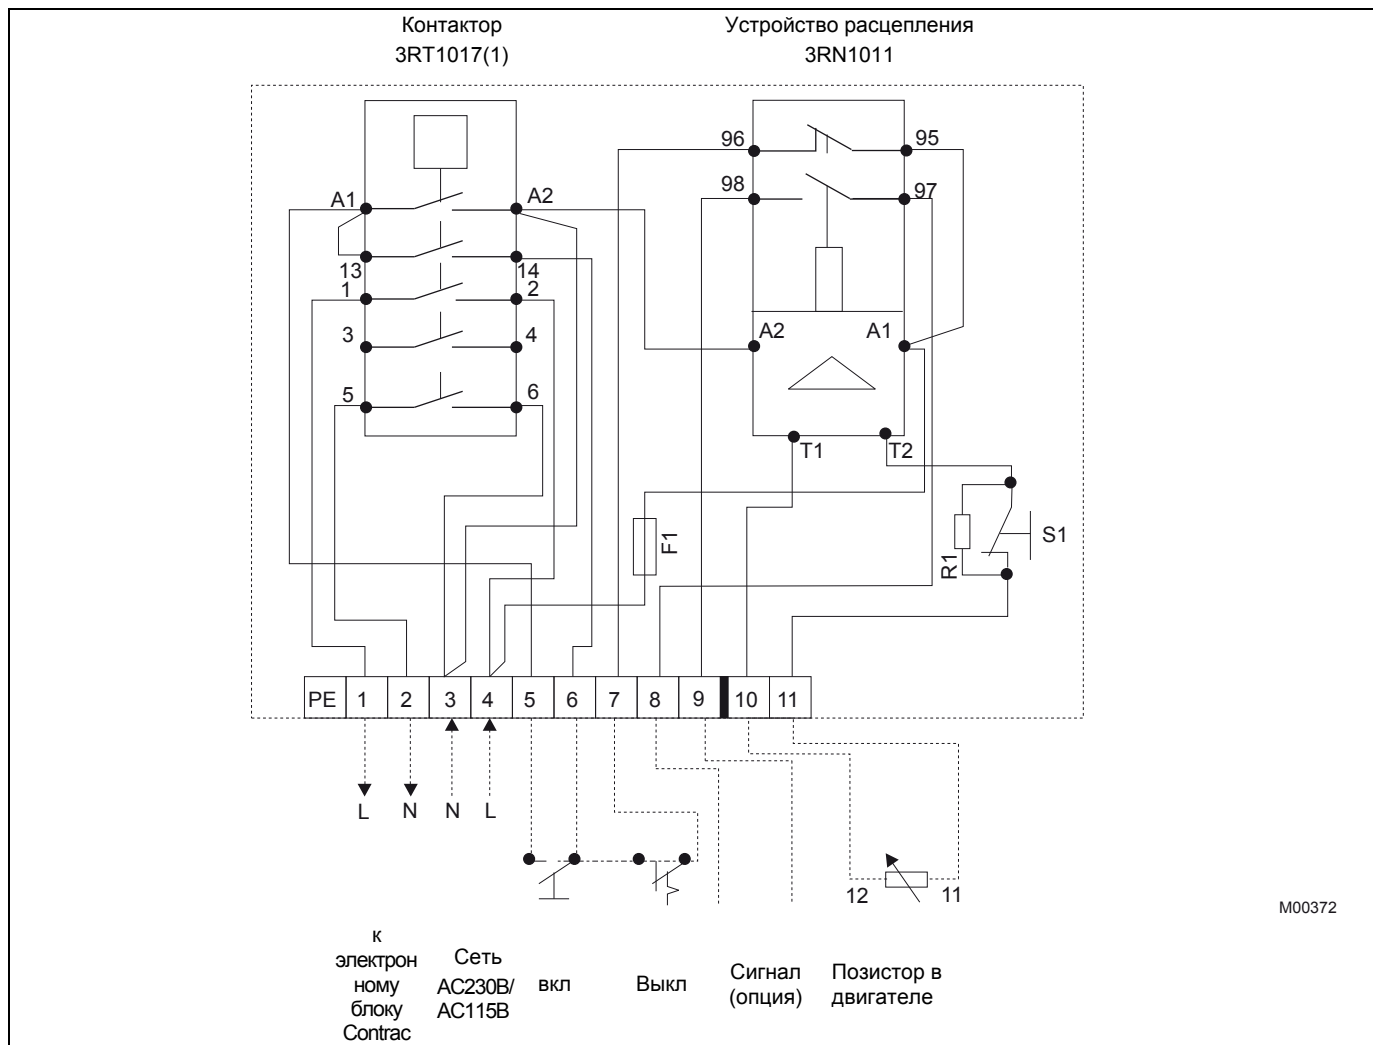 Контактор
3RT1017(1)
Устройство расцепления
3RN1011
96
95
98
97
A1
A2
13
14
1
2
3
4
5
6
A2
A1
T1
T2
F1
R1
S1
PE 1 2 3 4 5 6 7 8 9 10 11
L N N L
12
11
M00372
к
электрон
ному
блоку
Contrac
Сеть
AC230В/
AC115В
вкл
Выкл
Сигнал
(опция)
Позистор в
двигателе